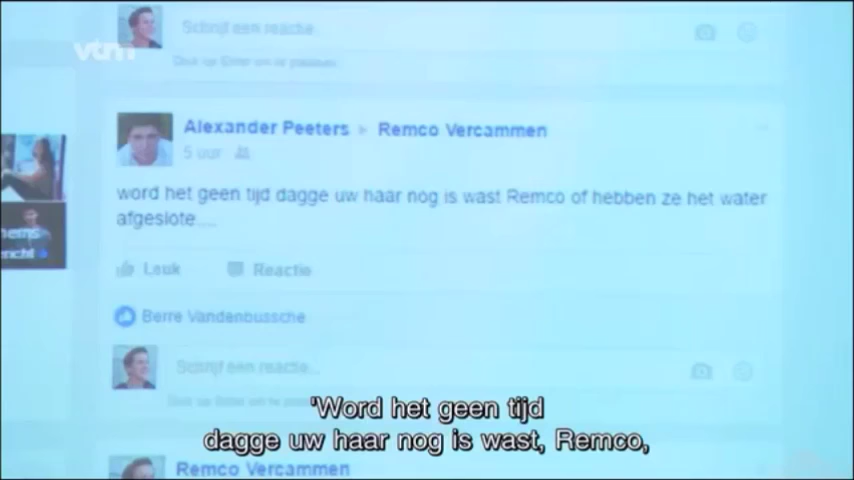 Schrijf een reactie
vtm
Druk op Enter om te plaatsen.
Alexander Peeters ▸ Remco Vercammen
5 uur
word het geen tijd dagge uw haar nog is wast Remco of hebben ze het water
afgeslote....
Leuk Reactie
Berre Vandenbussche
Schrijf een reactie...
'Word het geen tijd
dagge uw haar nog is wast, Remco,
Remco Vercammen